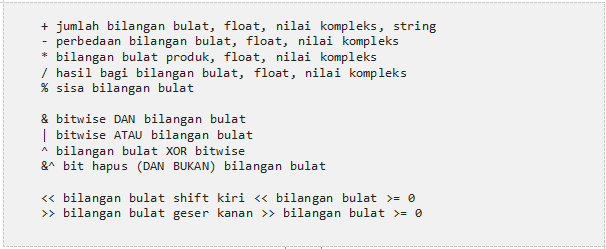 + jumlah bilangan bulat, float, nilai kompleks, string
- perbedaan bilangan bulat, float, nilai kompleks
* bilangan bulat produk, float, nilai kompleks
/ hasil bagi bilangan bulat, float, nilai kompleks
% sisa bilangan bulat
& bitwise DAN bilangan bulat
| bitwise ATAU bilangan bulat
^ bilangan bulat XOR bitwise
&^ bit hapus (DAN BUKAN) bilangan bulat
<< bilangan bulat shift kiri << bilangan bulat >= 0
>> bilangan bulat geser kanan >> bilangan bulat >= 0